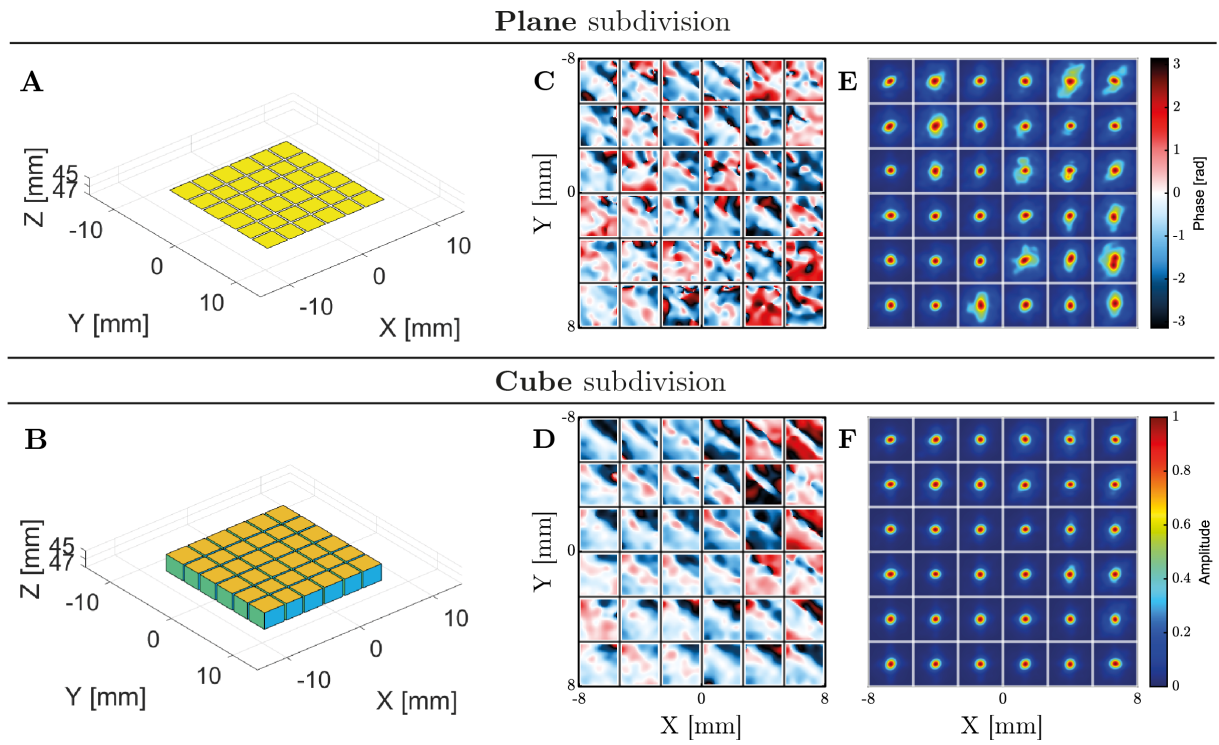 Plane subdivision
A
45
47
Z [mm]
-10
0
10
Y [mm]
-10
0
10
X [mm]
C
-8
0
8
Y [mm]
E
3
2
1
0
-1
-2
-3
Phase [rad]
Cube subdivision
B
45
47
Z [mm]
-10
0
10
Y [mm]
-10
0
10
X [mm]
D
-8
0
8
Y [mm]
-8
0
8
X [mm]
F
-8
0
8
X [mm]
1
0.8
0.6
0.4
0.2
0
Amplitude